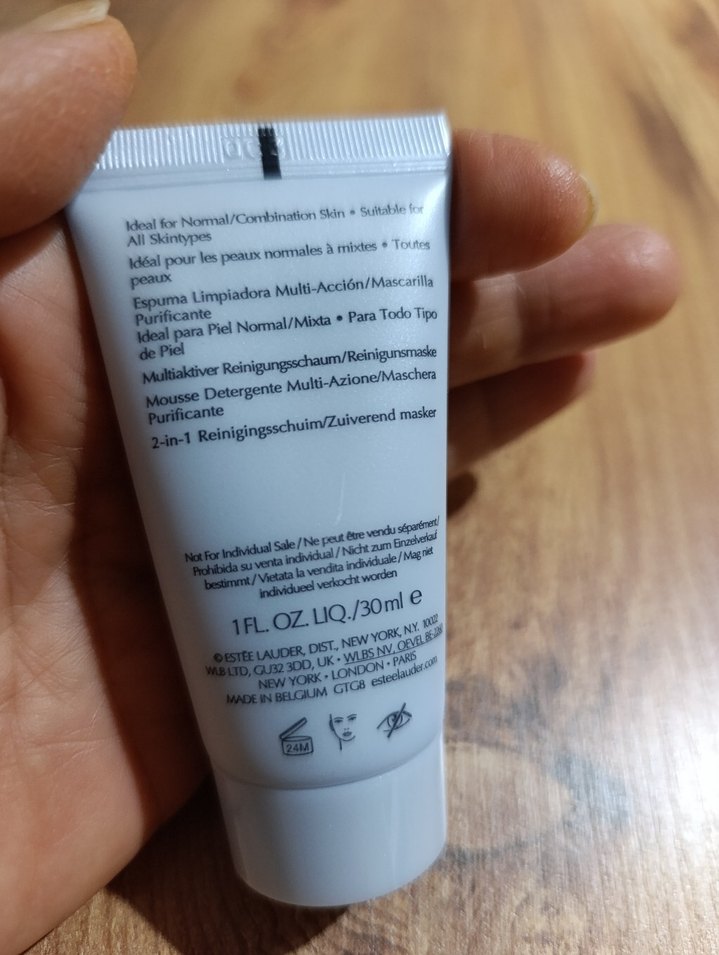 Ideal for Normal/Combination Skin • Suitable for
All Skintypes
Idéal pour les peaux normales à mixtes • Toutes
peaux
Espuma Limpiadora Multi-Acción/Mascarilla
Purificante
Ideal para Piel Normal/Mixta • Para Todo Tipo
de Piel
Multiaktiver Reinigungsschaum/Reinigunsmaske
Mousse Detergente Multi-Azione/Maschera
Purificante
2-in-1 Reinigingsschuim/Zuiverend masker
Not For Individual Sale / Ne peut être vendu séparément/
Prohibida su venta individual / Nicht zum Einzelverkauf
bestimmt / Vietata la vendita individuale / Mag niet
individueel verkocht worden
1 FL. OZ. LIQ./30 ml e
© ESTÉE LAUDER, DIST., NEW YORK, N.Y. 10022
WLB LTD, GU32 3DD, UK • WLBS NV, OEVEL BE-2260
NEW YORK • LONDON • PARIS
MADE IN BELGIUM GTG8 esteelauder.com
24M